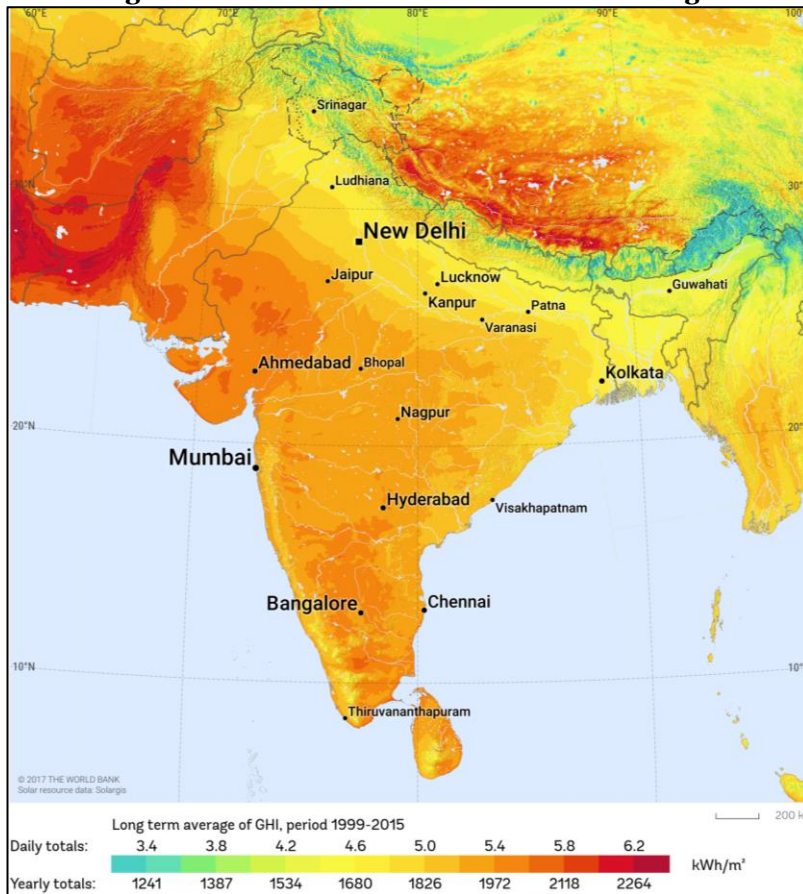 70°E 80°E 90°E 100°
Srinagar
30°N Ludhiana 30°
New Delhi
Jaipur Lucknow Guwahati
Kanpur Patna
Varanasi
Ahmedabad Bhopal Kolkata
20°N Nagpur 20°
Mumbai
Hyderabad Visakhapatnam
Bangalore Chennai
10°N 10°
Thiruvananthapuram
© 2017 THE WORLD BANK
Solar resource data: Solargis
200 k
Long term average of GHI, period 1999-2015
Daily totals: 3.4 3.8 4.2 4.6 5.0 5.4 5.8 6.2
kWh/m²
Yearly totals: 1241 1387 1534 1680 1826 1972 2118 2264